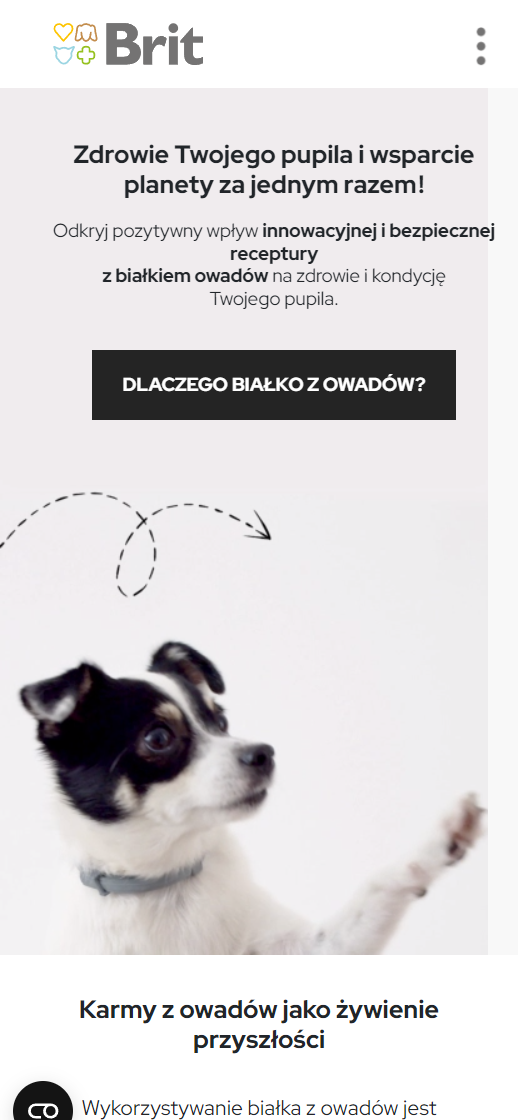 Brit
Zdrowie Twojego pupila i wsparcie
planety za jednym razem!
Odkryj pozytywny wpływ innowacyjnej i bezpiecznej
receptury
z białkiem owadów na zdrowie i kondycję
Twojego pupila.
DLACZEGO BIAŁKO Z OWADÓW?
Karmy z owadów jako żywienie
przyszłości
Wykorzystywanie białka z owadów jest